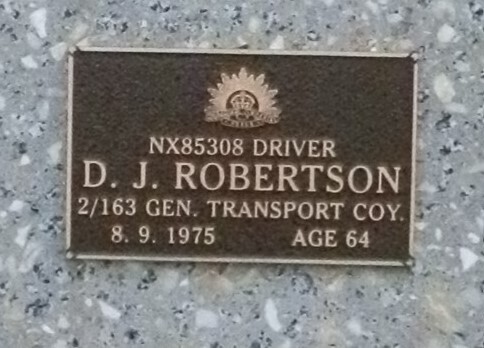 NX85308 DRIVER
D. J. ROBERTSON
2/163 GEN. TRANSPORT COY.
8. 9. 1975 AGE 64